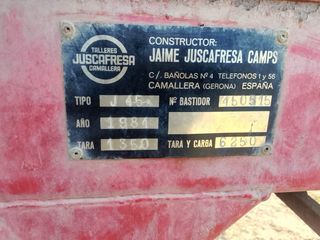 TALLERES
JUSCAFRESA
CAMALLERA
CONSTRUCTOR:
JAIME JUSCAFRESA CAMPS
C/. BAÑOLAS Nº 4 TELEFONOS 1 y 56
CAMALLERA (GERONA) ESPAÑA
TIPO J 45
Nº BASTIDOR
AÑO 1984
TARA 1350
TARA Y CARGA 6250